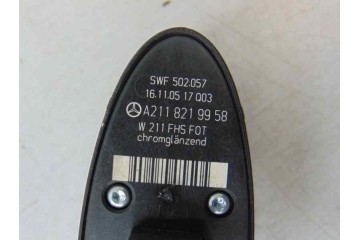 SWF 502.057
16.11.05 17 003
A211 821 99 58
W 211 FHS FOT
chromglänzend